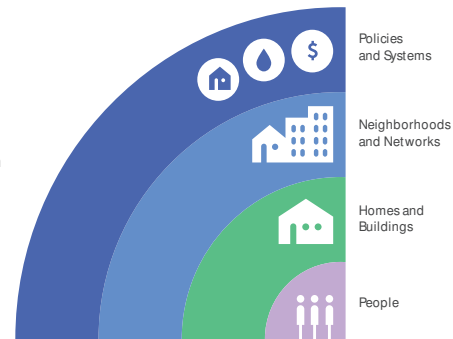 $
Policies
and Systems
Neighborhoods
and Networks
Homes and
Buildings
People